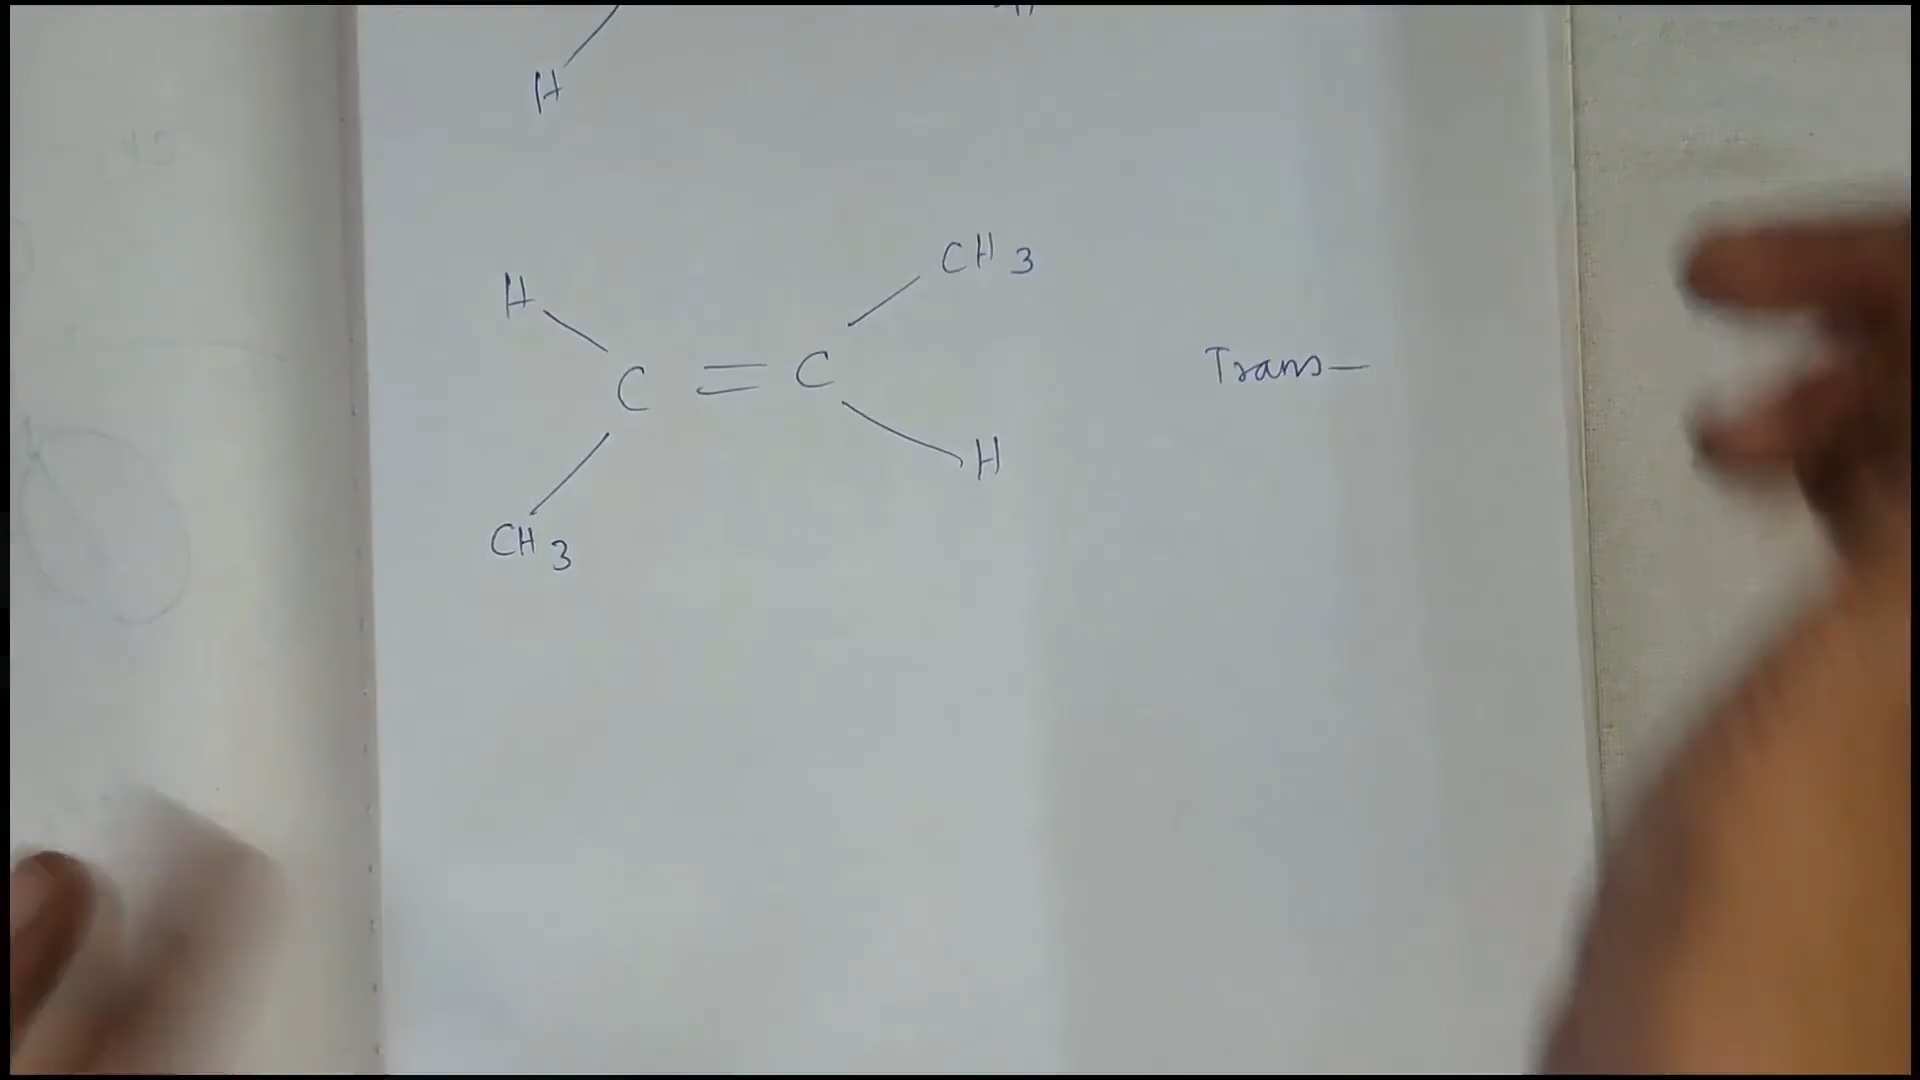 H
H CH3
C = C Trans-
H
CH3